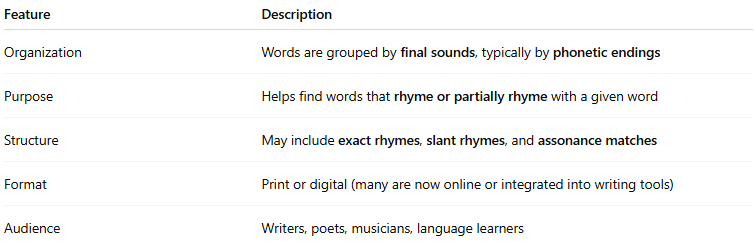 Feature Description
Organization Words are grouped by final sounds, typically by phonetic endings
Purpose Helps find words that rhyme or partially rhyme with a given word
Structure May include exact rhymes, slant rhymes, and assonance matches
Format Print or digital (many are now online or integrated into writing tools)
Audience Writers, poets, musicians, language learners